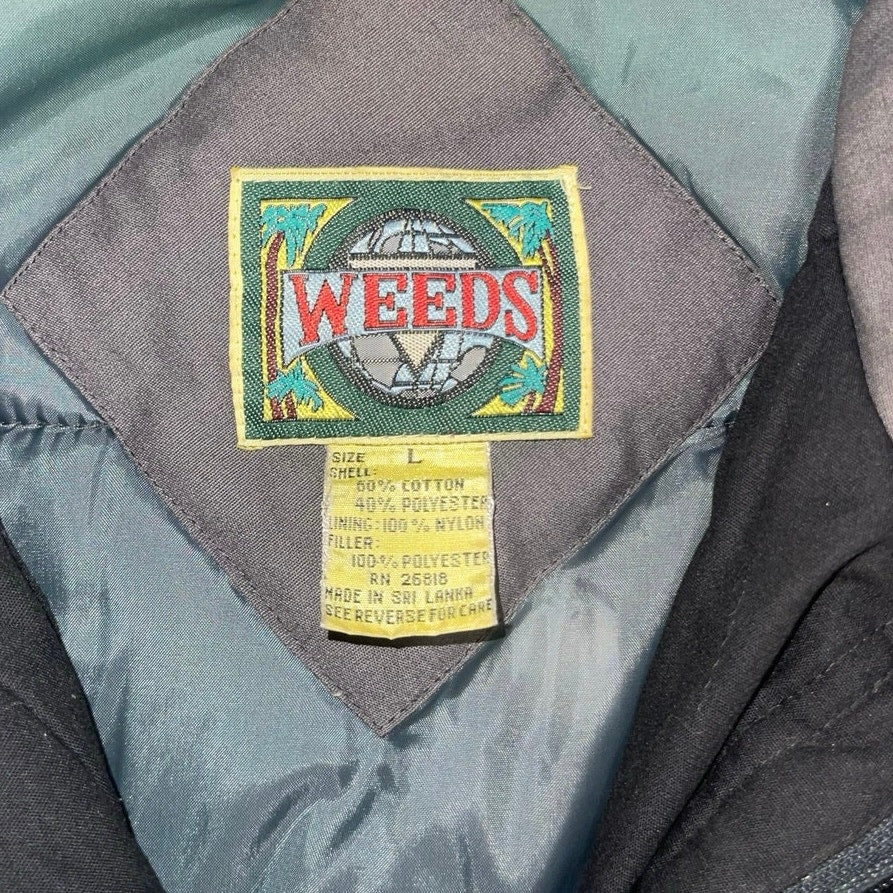 WEEDS
SIZE L
SHELL:
60% COTTON
40% POLYESTER
LINING: 100% NYLON
FILLER:
100% POLYESTER
RN 26818
MADE IN SRI LANKA
SEE REVERSE FOR CARE